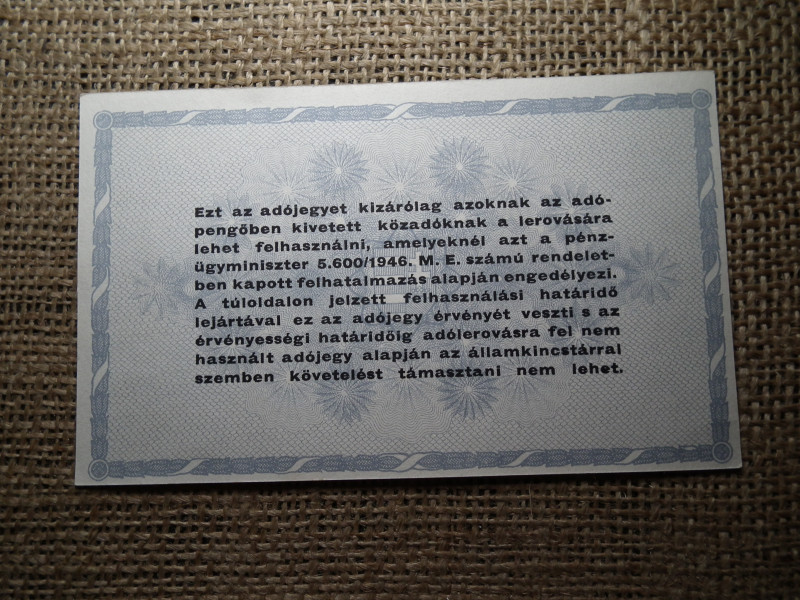 Ezt az adójegyet kizárólag azoknak az adó-
pengőben kivetett közadóknak a lerovására
lehet felhasználni, amelyeknél azt a pénz-
ügyminiszter 5.600/1946. M. E. számú rendelet-
ben kapott felhatalmazás alapján engedélyezi.
A túloldalon jelzett felhasználási határidő
lejártával ez az adójegy érvényét veszti s az
érvényességi határidőig adólerovásra fel nem
használt adójegy alapján az államkincstárral
szemben követelést támasztani nem lehet.